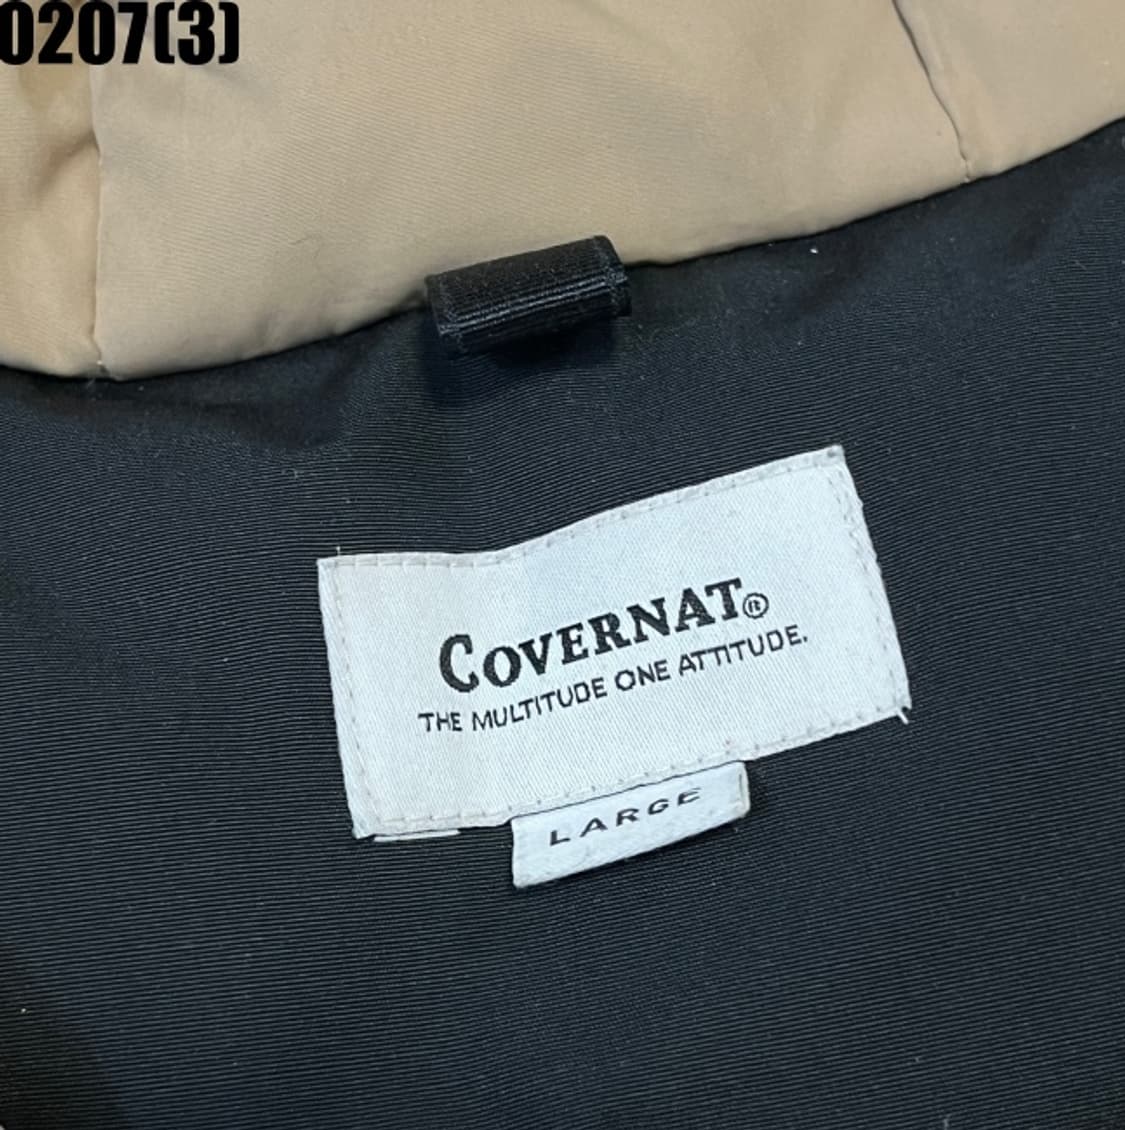 0207(3)
COVERNAT®
THE MULTITUDE ONE ATTITUDE.
LARGE